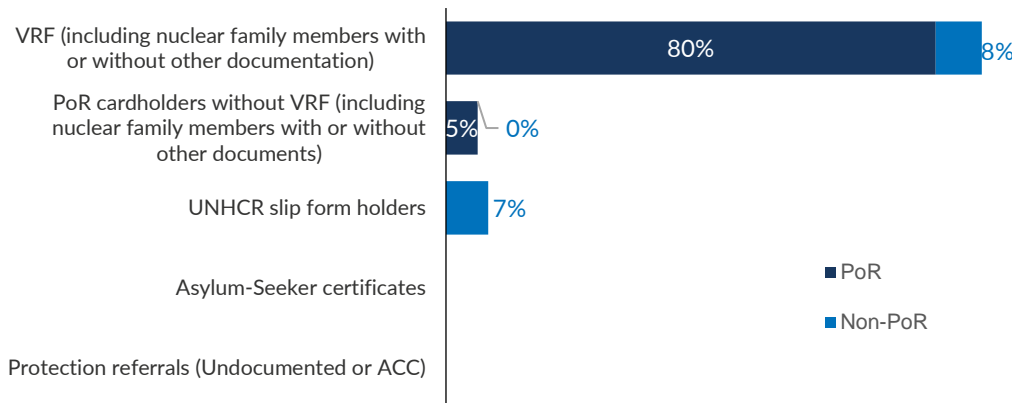 VRF (including nuclear family members with
or without other documentation)
80%
8%
PoR cardholders without VRF (including
nuclear family members with or without
other documents)
5%
0%
UNHCR slip form holders
7%
Asylum-Seeker certificates
PoR
Non-PoR
Protection referrals (Undocumented or ACC)